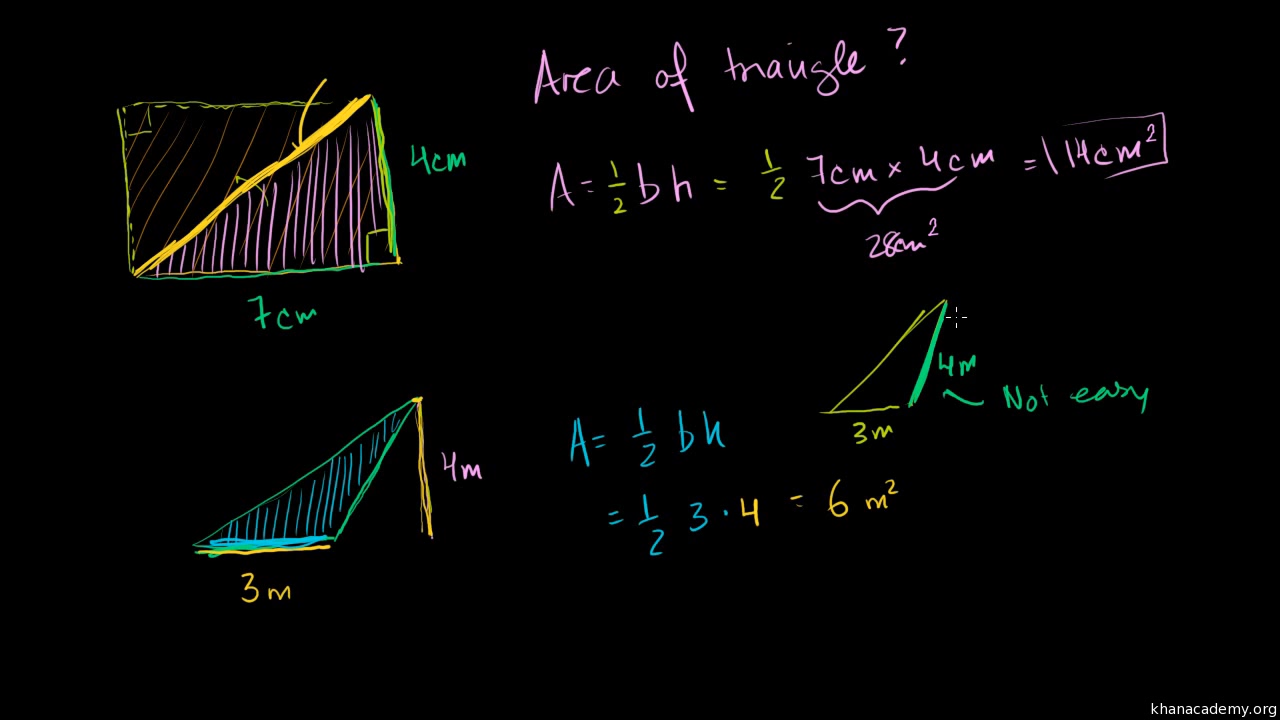 Area of triangle?
4cm
A = 1/2 b h = 1/2 7cm x 4cm = 14cm²
28cm²
7cm
4m
Not easy
3m
A = 1/2 b h
4m
= 1/2 3 · 4 = 6 m²
3m
khanacademy.org